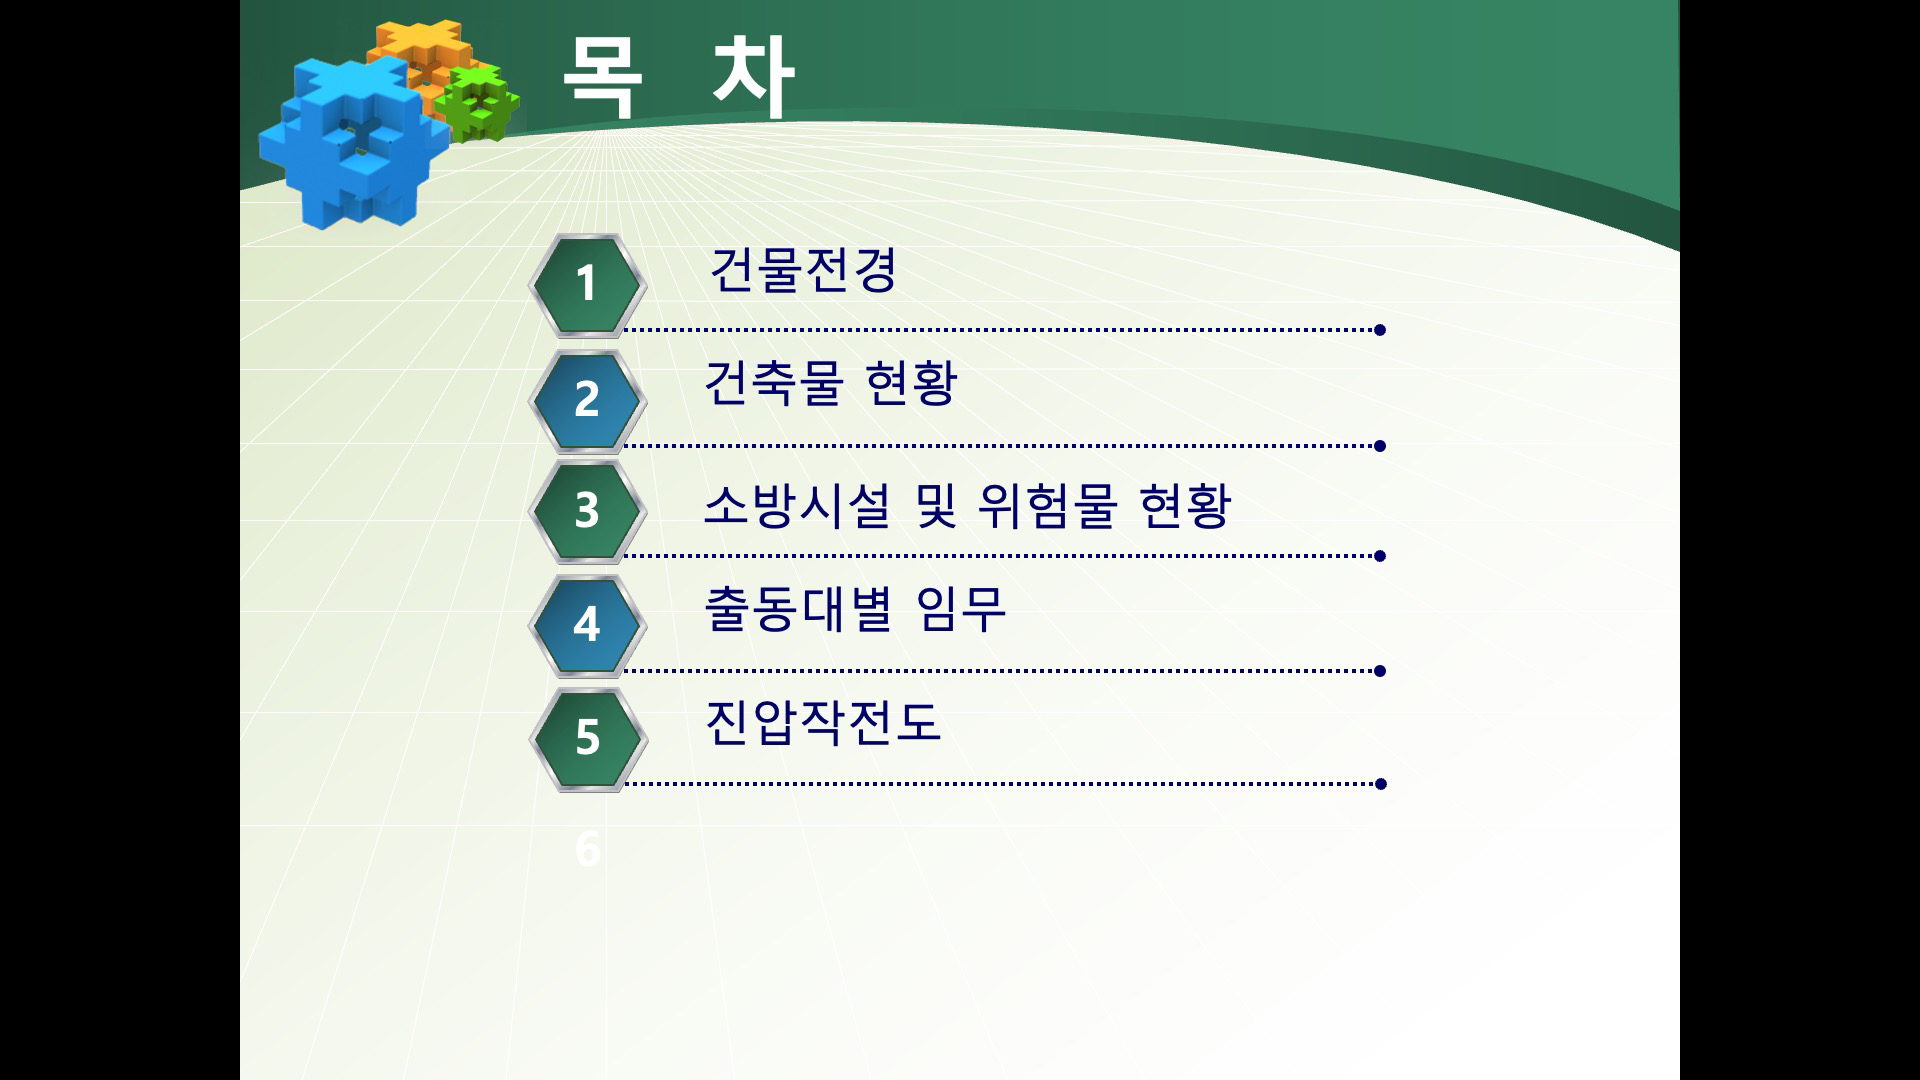 목 차
1 건물전경
2 건축물 현황
3 소방시설 및 위험물 현황
4 출동대별 임무
5 진압작전도
6